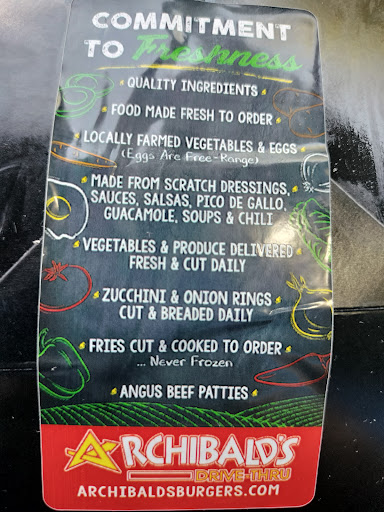 COMMITMENT
TO Freshness
QUALITY INGREDIENTS
FOOD MADE FRESH TO ORDER
LOCALLY FARMED VEGETABLES & EGGS
(Eggs Are Free-Range)
MADE FROM SCRATCH DRESSINGS,
SAUCES, SALSAS, PICO DE GALLO,
GUACAMOLE, SOUPS & CHILI
VEGETABLES & PRODUCE DELIVERED
FRESH & CUT DAILY
ZUCCHINI & ONION RINGS
CUT & BREADED DAILY
FRIES CUT & COOKED TO ORDER
... Never Frozen
ANGUS BEEF PATTIES
ARCHIBALD'S
DRIVE-THRU
ARCHIBALDSBURGERS.COM